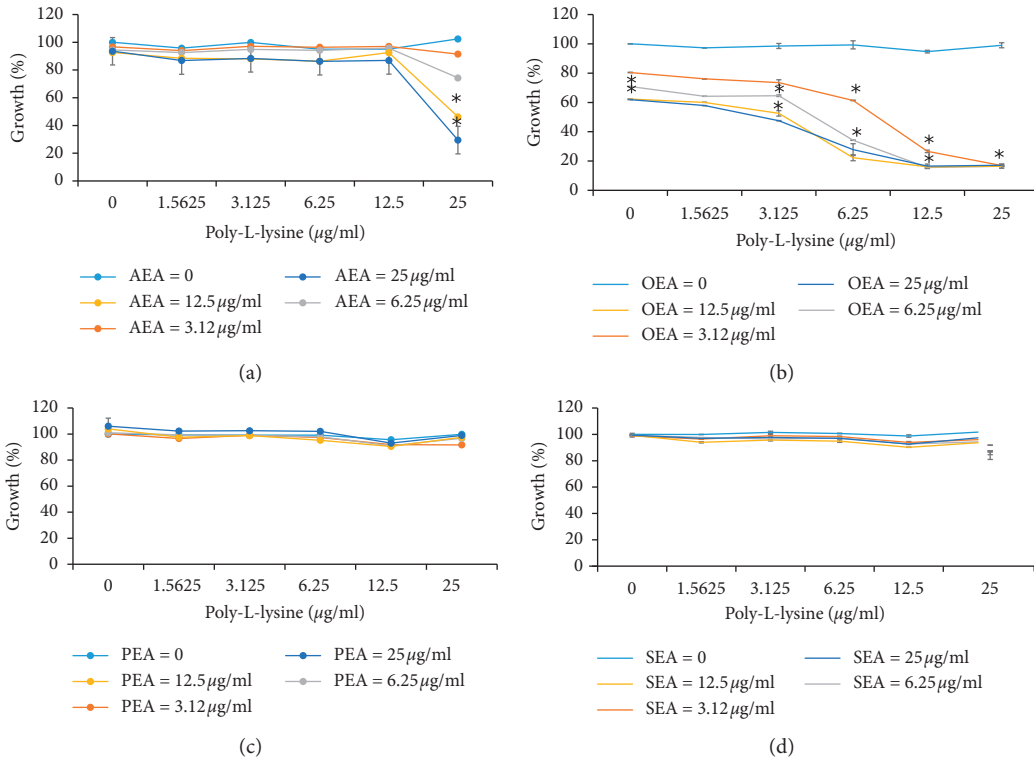 120
100
80
60
40
20
0
Growth (%)
0 1.5625 3.125 6.25 12.5 25
Poly-L-lysine (μg/ml)
AEA = 0
AEA = 25 μg/ml
AEA = 12.5 μg/ml
AEA = 6.25 μg/ml
AEA = 3.12 μg/ml
(a)
120
100
80
60
40
20
0
Growth (%)
* * * * * * * * *
0 1.5625 3.125 6.25 12.5 25
Poly-L-lysine (μg/ml)
OEA = 0
OEA = 25 μg/ml
OEA = 12.5 μg/ml
OEA = 6.25 μg/ml
OEA = 3.12 μg/ml
(b)
120
100
80
60
40
20
0
Growth (%)
0 1.5625 3.125 6.25 12.5 25
Poly-L-lysine (μg/ml)
PEA = 0
PEA = 25 μg/ml
PEA = 12.5 μg/ml
PEA = 6.25 μg/ml
PEA = 3.12 μg/ml
(c)
120
100
80
60
40
20
0
Growth (%)
0 1.5625 3.125 6.25 12.5 25
Poly-L-lysine (μg/ml)
SEA = 0
SEA = 25 μg/ml
SEA = 12.5 μg/ml
SEA = 6.25 μg/ml
SEA = 3.12 μg/ml
(d)